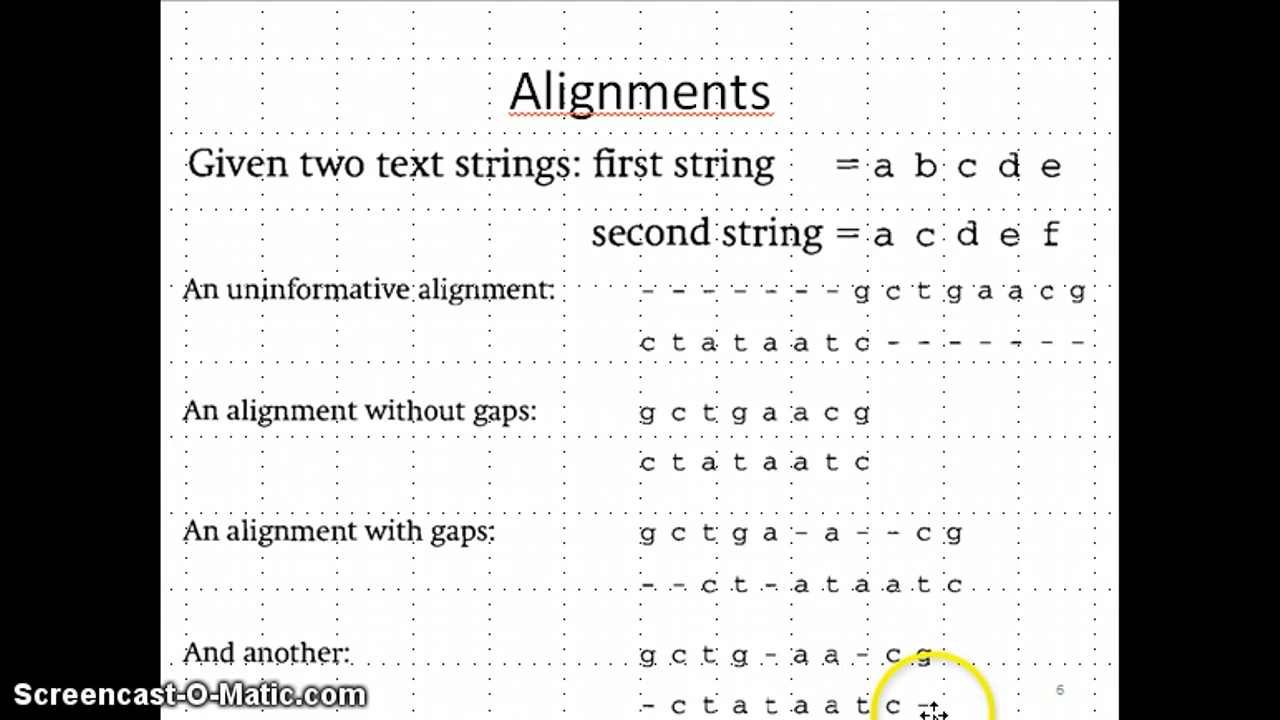 Alignments
Given two text strings: first string = a b c d e
second string = a c d e f
An uninformative alignment: - - - - - - - g c t g a a c g
c t a t a a t c - - - - - - -
An alignment without gaps: g c t g a a c g
c t a t a a t c
An alignment with gaps: g c t g a - a - - c g
- - c t - a t a a t c
And another: g c t g - a a - c g
- c t a t a a t c -
6
Screencast-O-Matic.com